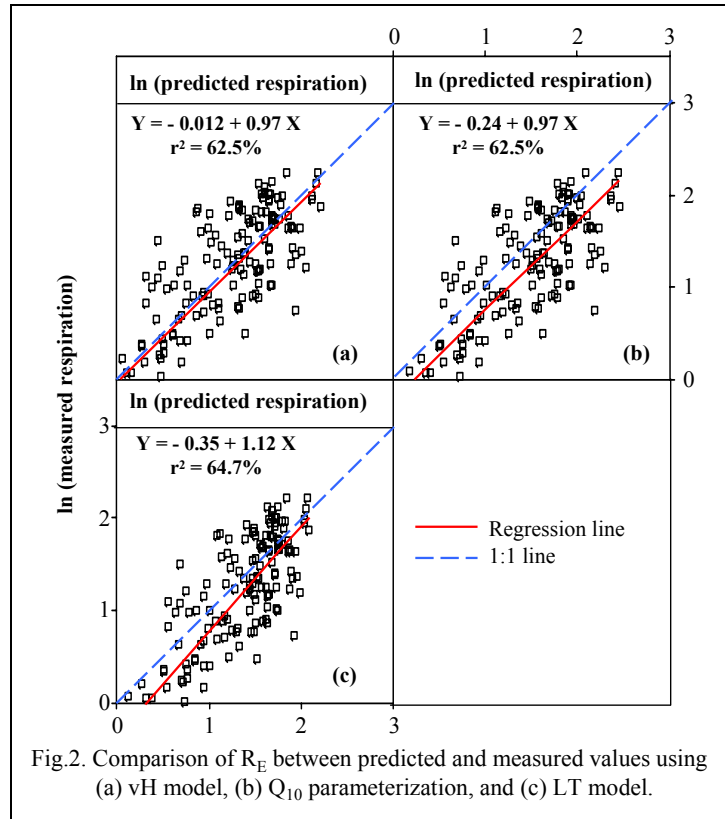 0 1 2 3
ln (predicted respiration) ln (predicted respiration)
3
Y = - 0.012 + 0.97 X
r² = 62.5%
Y = - 0.24 + 0.97 X
r² = 62.5%
2
1
0
(a)
(b)
ln (measured respiration)
ln (predicted respiration)
Y = - 0.35 + 1.12 X
r² = 64.7%
3
2
1
0
(c)
0 1 2 3
Regression line
1:1 line
Fig.2. Comparison of R_E between predicted and measured values using
(a) vH model, (b) Q₁₀ parameterization, and (c) LT model.